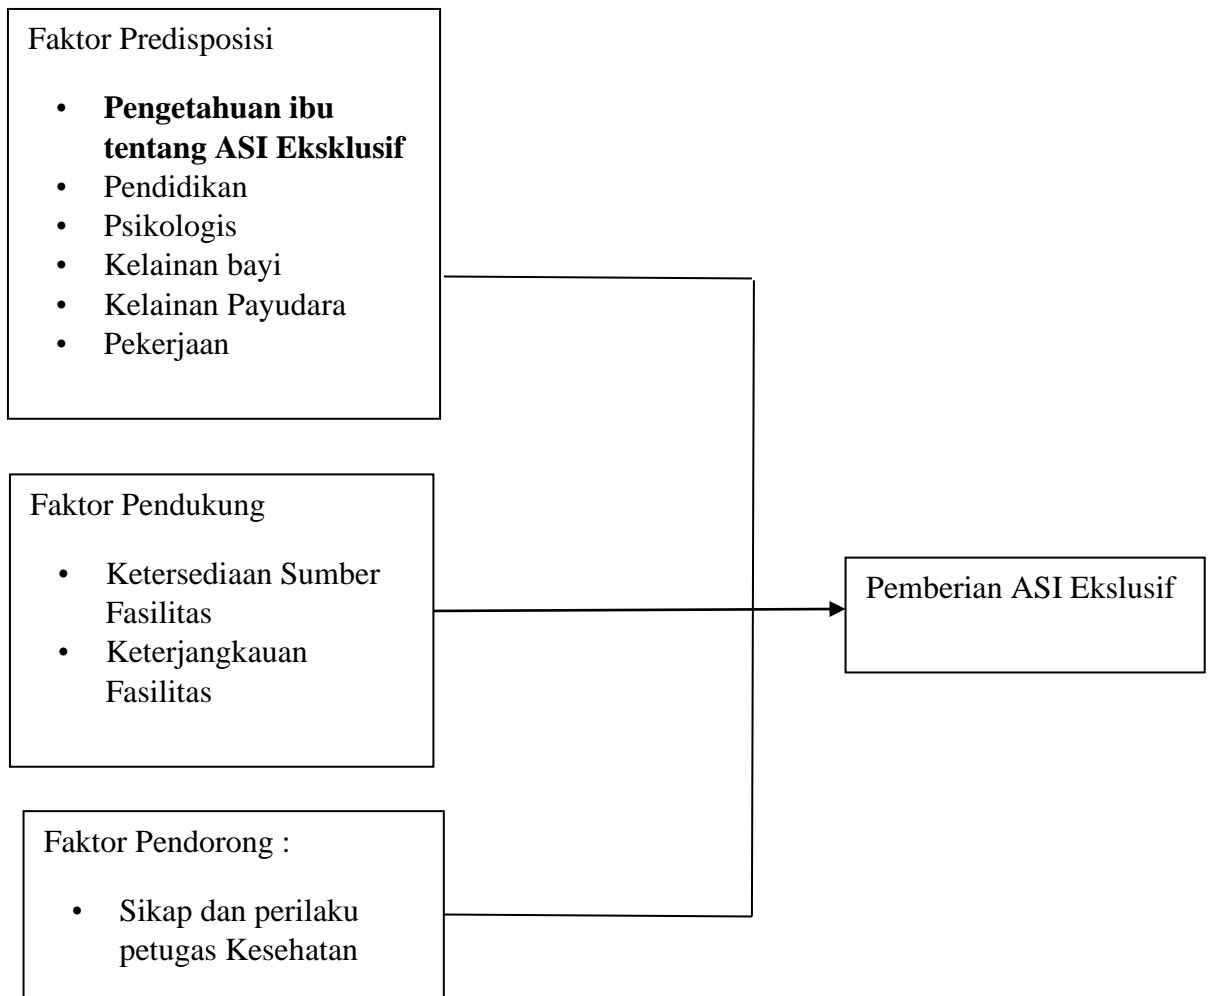 Faktor Predisposisi
• Pengetahuan ibu
tentang ASI Eksklusif
• Pendidikan
• Psikologis
• Kelainan bayi
• Kelainan Payudara
• Pekerjaan
Faktor Pendukung
• Ketersediaan Sumber
Fasilitas
• Keterjangkauan
Fasilitas
Pemberian ASI Ekslusif
Faktor Pendorong :
• Sikap dan perilaku
petugas Kesehatan